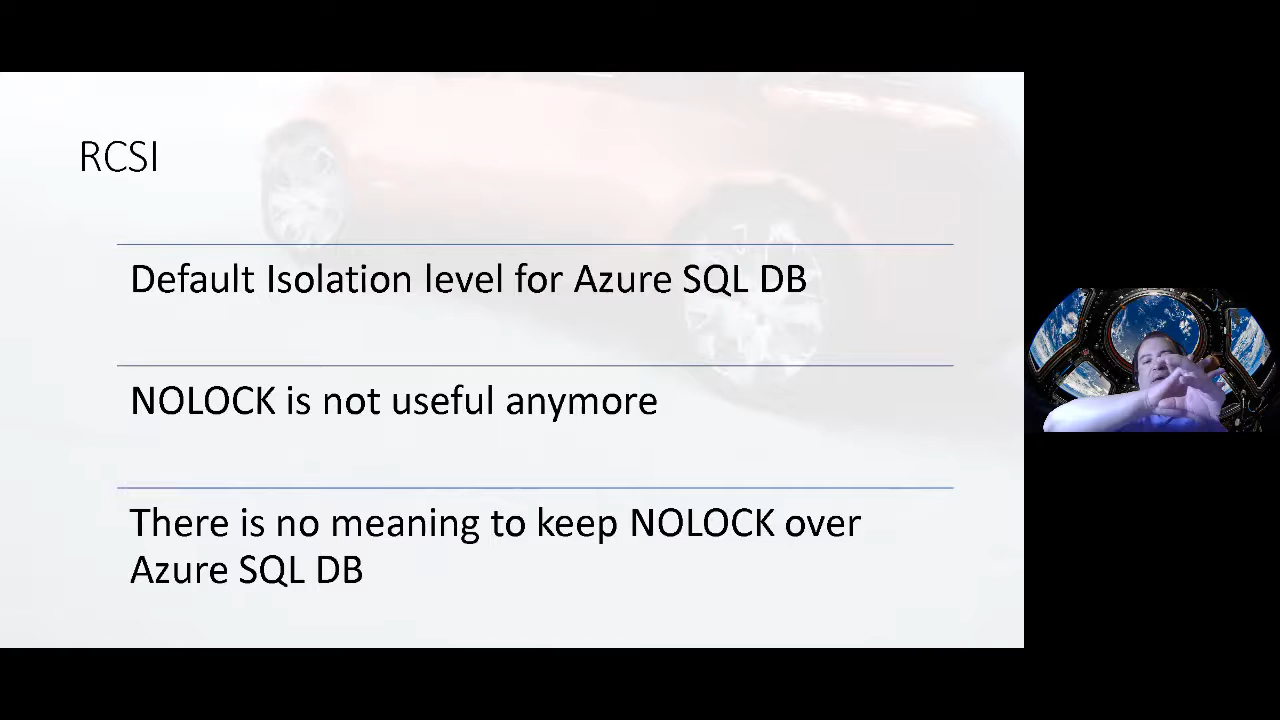 RCSI
Default Isolation level for Azure SQL DB
NOLOCK is not useful anymore
There is no meaning to keep NOLOCK over
Azure SQL DB